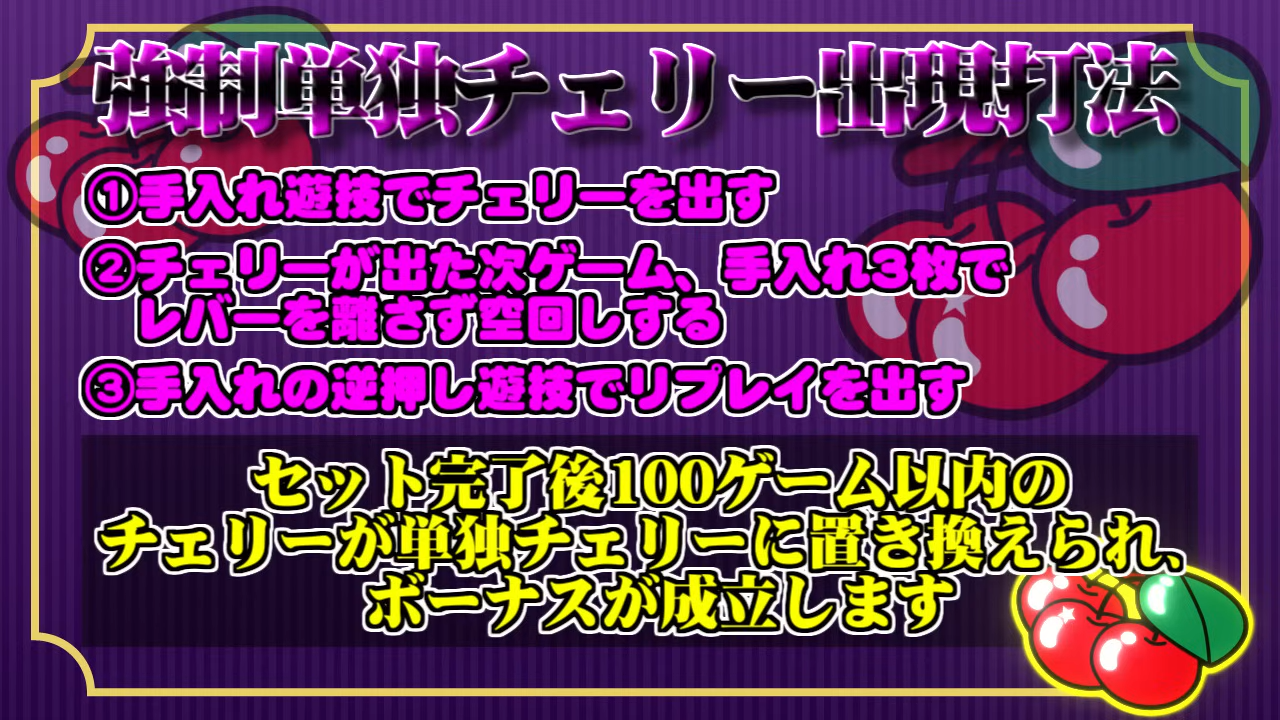 強制単独チェリー出現打法
①手入れ遊技でチェリーを出す
②チェリーが出た次ゲーム、手入れ3枚で
レバーを離さず空回しする
③手入れの逆押し遊技でリプレイを出す
セット完了後100ゲーム以内の
チェリーが単独チェリーに置き換えられ、
ボーナスが成立します